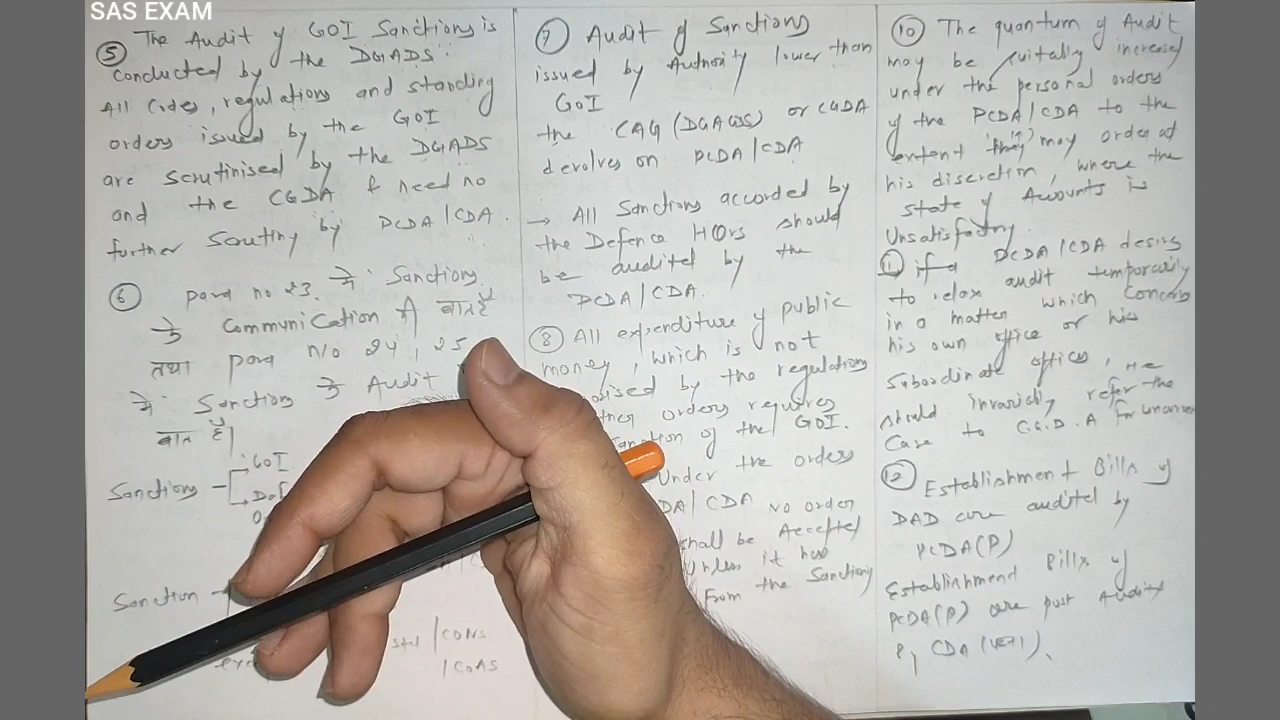 SAS EXAM
⑤ The Audit of GOI Sanctions is
conducted by the DGADS
All Codes, regulations and standing
orders issued by the GOI
are scrutinised by the DGADS
and the CGDA & need no
further scrutiny by PCDA/CDA.
⑥ para no 23. में Sanctions
के Communication की बात है
तथा para n/o 24, 25
में Sanctions के Audit
बात है|
Sanctions
GOI
Sanction
/CONS
/COAS
⑦ Audit of Sanctions
issued by Authority lower than
GOI
the CAG (DGADS) or CGDA
devolves on PCDA/CDA
→ All Sanctions accorded by
the Defence HQrs should
be audited by the
PCDA/CDA.
⑧ All expenditure of public
money, which is not
by the regulations
orders requires
of the GOI.
Under the orders
DA/CDA no order
shall be Accepted
unless it has
From the Sanctioning
⑩ The quantum of Audit
may be suitably increased
under the personal orders
of the PCDA/CDA to the
extent they may order at
his discretion, where the
state of Accounts is
Unsatisfactory.
⑪ if a PCDA/CDA desires
to relax audit temporarily
in a matter which concerns
his own office or his
Subordinate offices, He
should invariably refer the
case to C.G.D.A for
⑫ Establishment Bills of
DAD are audited by
PCDA(P)
Establishment Bills of
PCDA(P) are post Audited
CDA